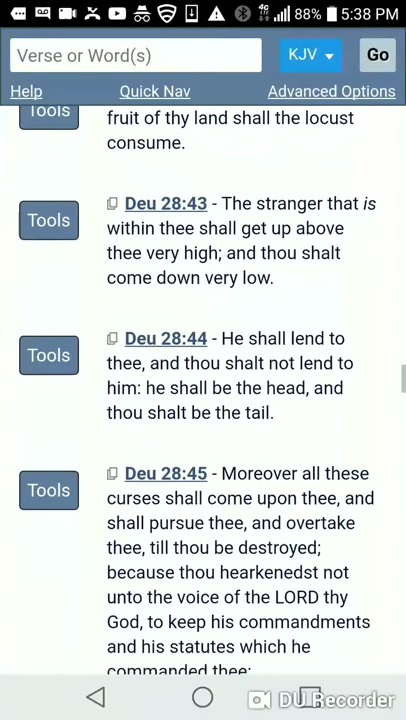 4G
88% 5:38 PM
Verse or Word(s)
KJV
Go
Help Quick Nav Advanced Options
Tools
fruit of thy land shall the locust
consume.
Tools
Deu 28:43 - The stranger that is
within thee shall get up above
thee very high; and thou shalt
come down very low.
Tools
Deu 28:44 - He shall lend to
thee, and thou shalt not lend to
him: he shall be the head, and
thou shalt be the tail.
Tools
Deu 28:45 - Moreover all these
curses shall come upon thee, and
shall pursue thee, and overtake
thee, till thou be destroyed;
because thou hearkenedst not
unto the voice of the LORD thy
God, to keep his commandments
and his statutes which he
commanded thee:
DU Recorder